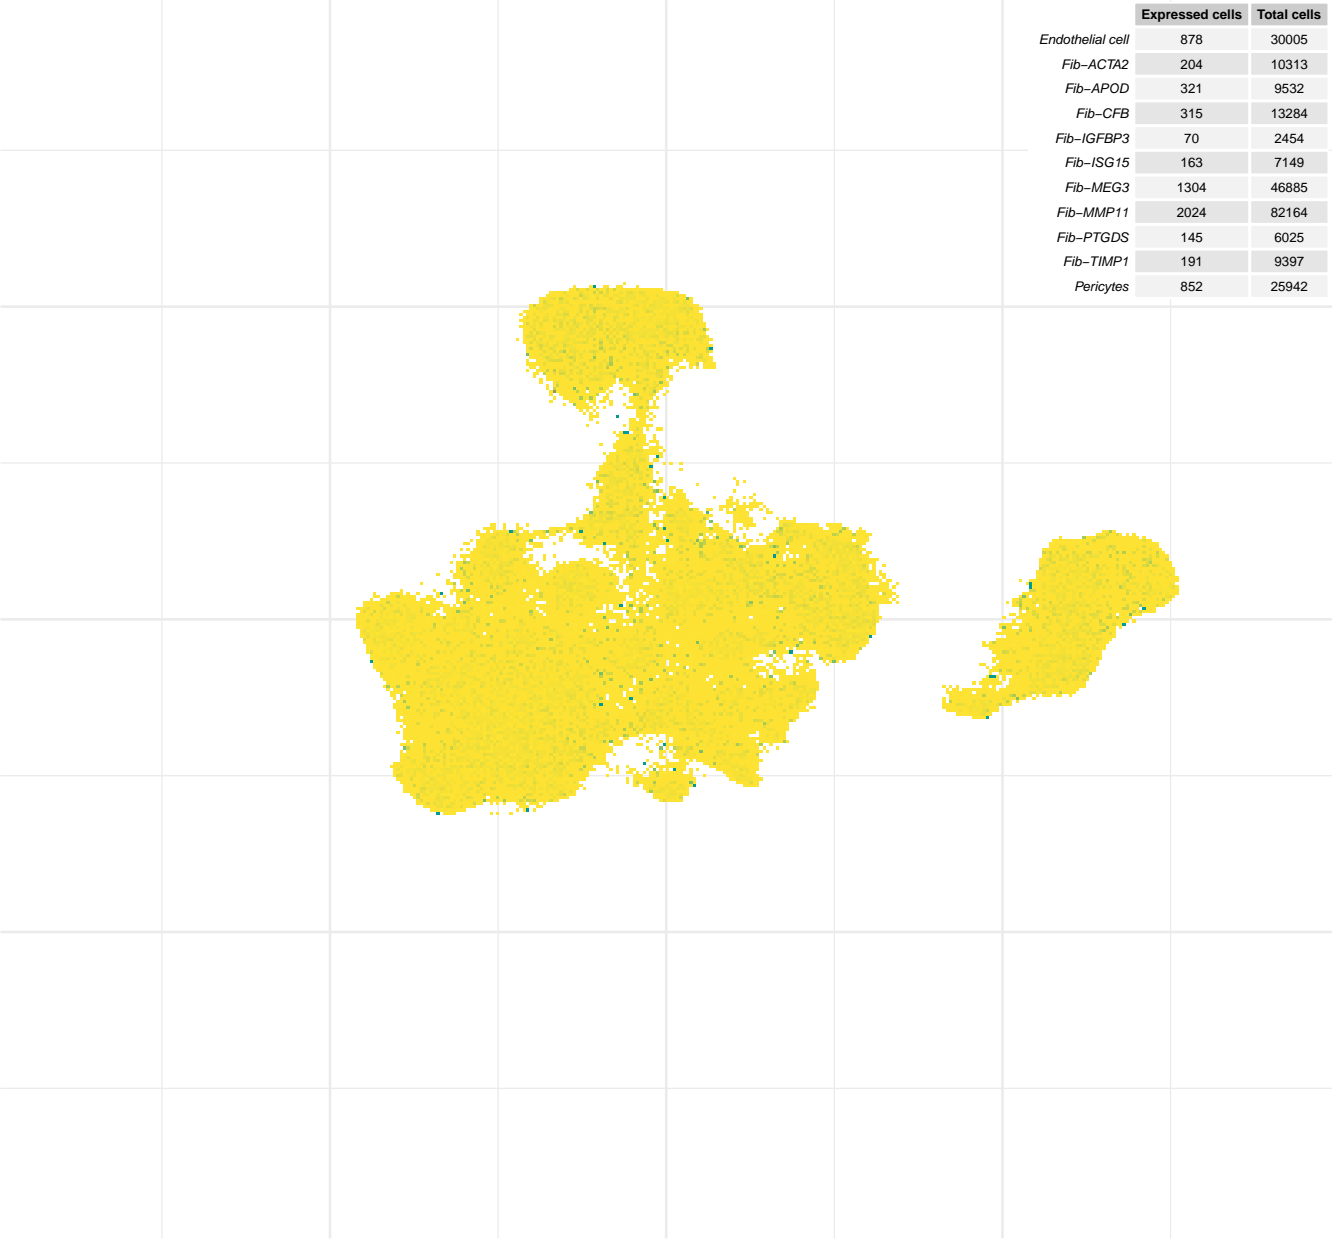 Expressed cells Total cells
Endothelial cell 878 30005
Fib−ACTA2 204 10313
Fib−APOD 321 9532
Fib−CFB 315 13284
Fib−IGFBP3 70 2454
Fib−ISG15 163 7149
Fib−MEG3 1304 46885
Fib−MMP11 2024 82164
Fib−PTGDS 145 6025
Fib−TIMP1 191 9397
Pericytes 852 25942